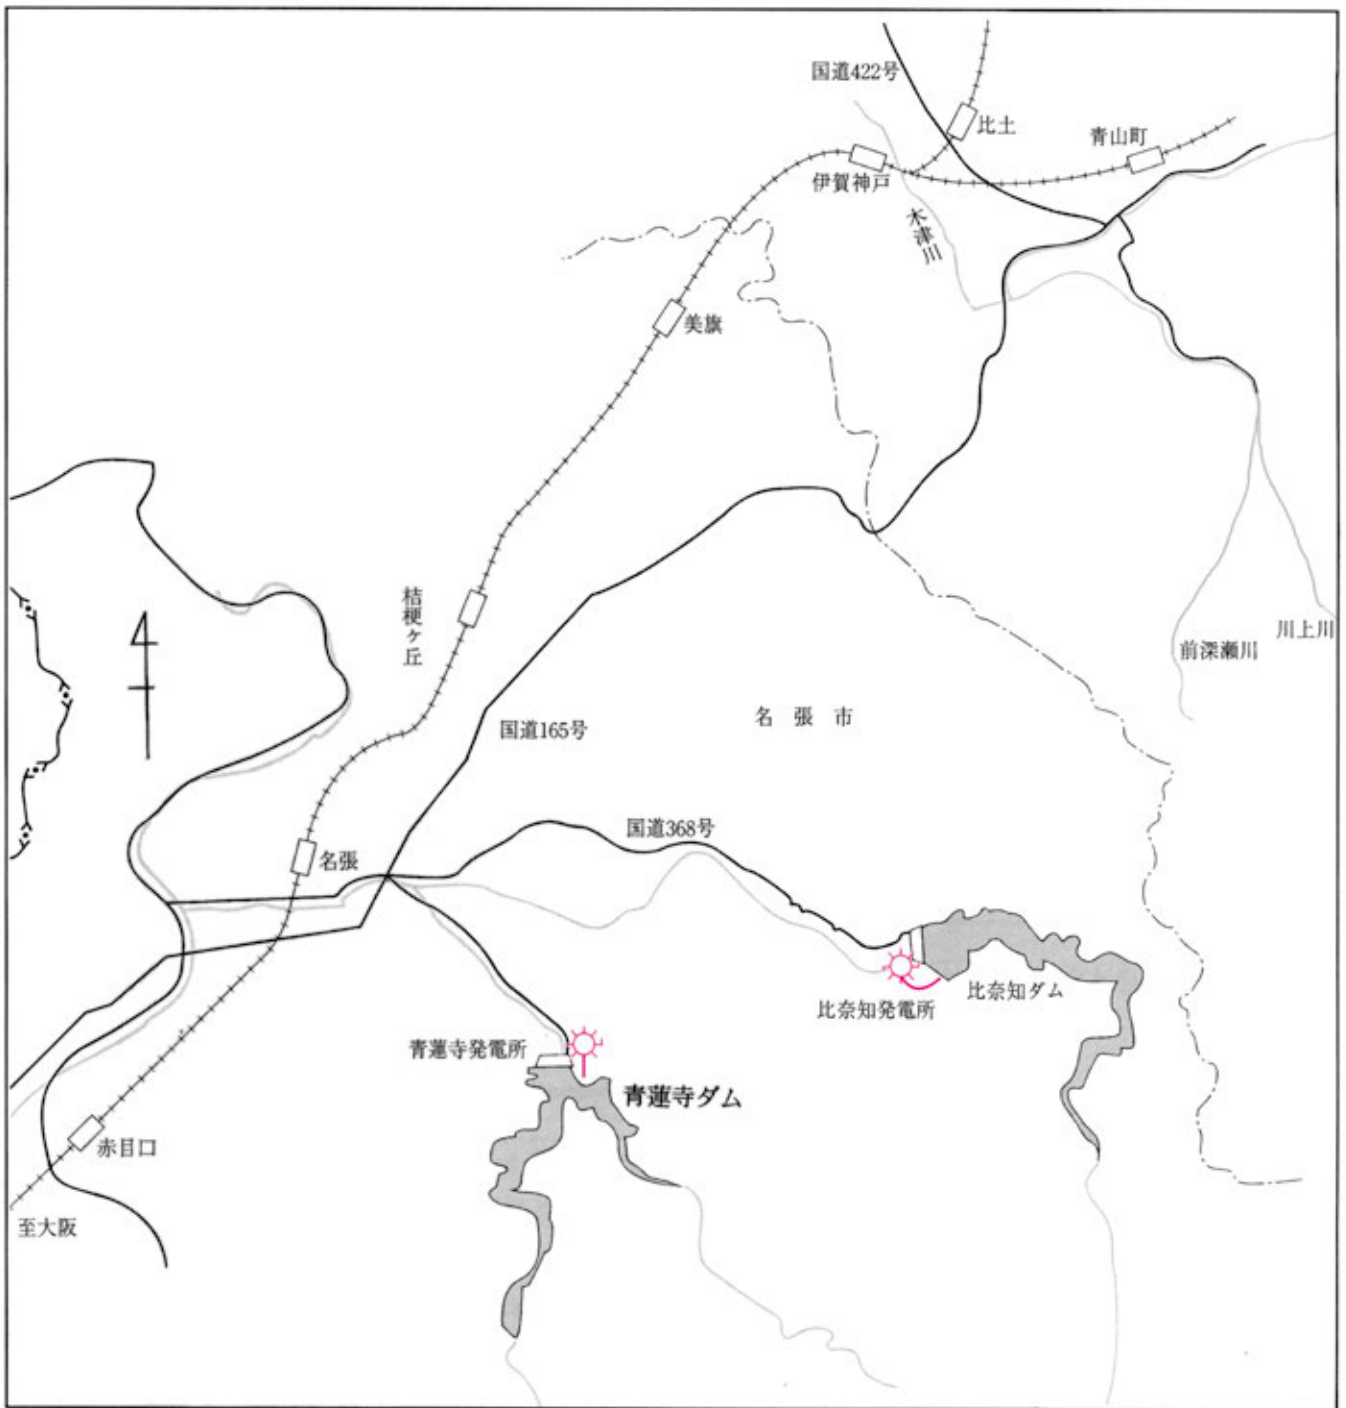 国道422号
比土
青山町
伊賀神戸
木津川
美旗
桔梗ヶ丘
川上川
前深瀬川
名張市
国道165号
国道368号
名張
比奈知ダム
比奈知発電所
青蓮寺発電所
青蓮寺ダム
赤目口
至大阪